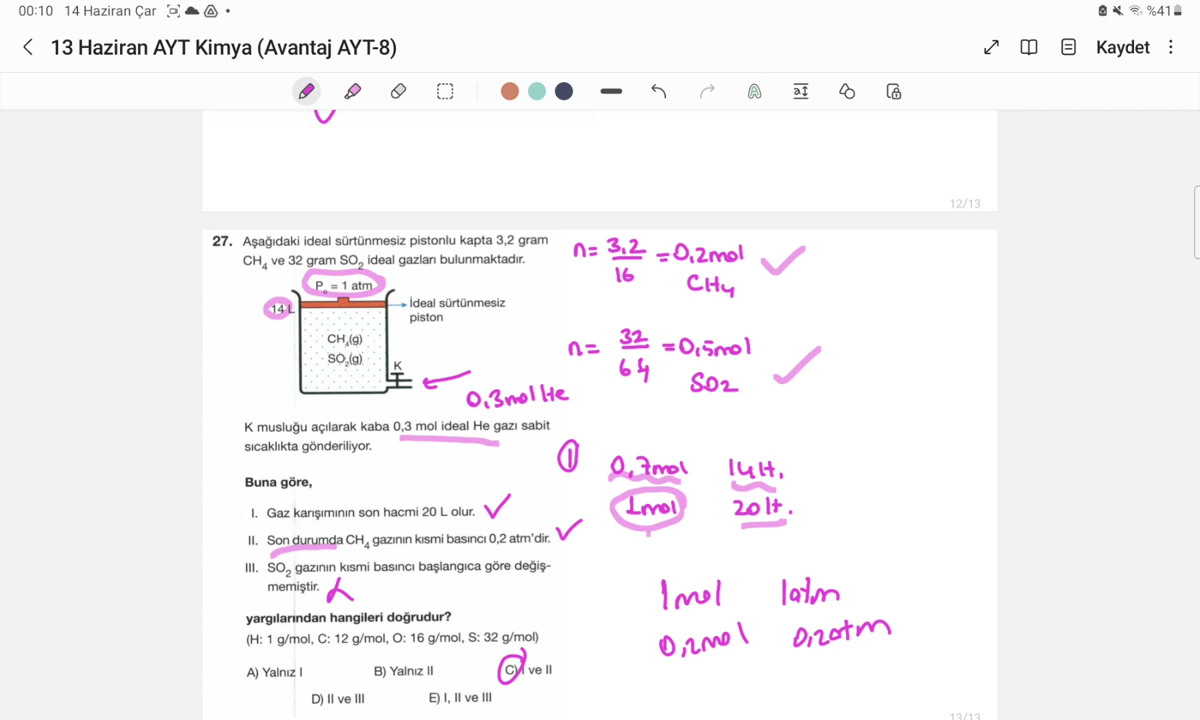 00:10 14 Haziran Çar
%41
13 Haziran AYT Kimya (Avantaj AYT-8)
Kaydet
12/13
27. Aşağıdaki ideal sürtünmesiz pistonlu kapta 3,2 gram
CH4 ve 32 gram SO2 ideal gazları bulunmaktadır.
n= 3,2/16 =0,2mol
CH4
Po = 1 atm
14 L
İdeal sürtünmesiz
piston
CH4(g)
SO2(g)
K
n= 32/64 =0,5mol
SO2
0,3mol He
K musluğu açılarak kaba 0,3 mol ideal He gazı sabit
sıcaklıkta gönderiliyor.
① 0,7mol 14lt.
1mol 20lt.
Buna göre,
I. Gaz karışımının son hacmi 20 L olur.
II. Son durumda CH4 gazının kısmi basıncı 0,2 atm'dir.
III. SO2 gazının kısmi basıncı başlangıca göre değiş-
memiştir.
1mol 1atm
0,2mol 0,2atm
yargılarından hangileri doğrudur?
(H: 1 g/mol, C: 12 g/mol, O: 16 g/mol, S: 32 g/mol)
A) Yalnız I B) Yalnız II C) I ve II
D) II ve III E) I, II ve III
13/13